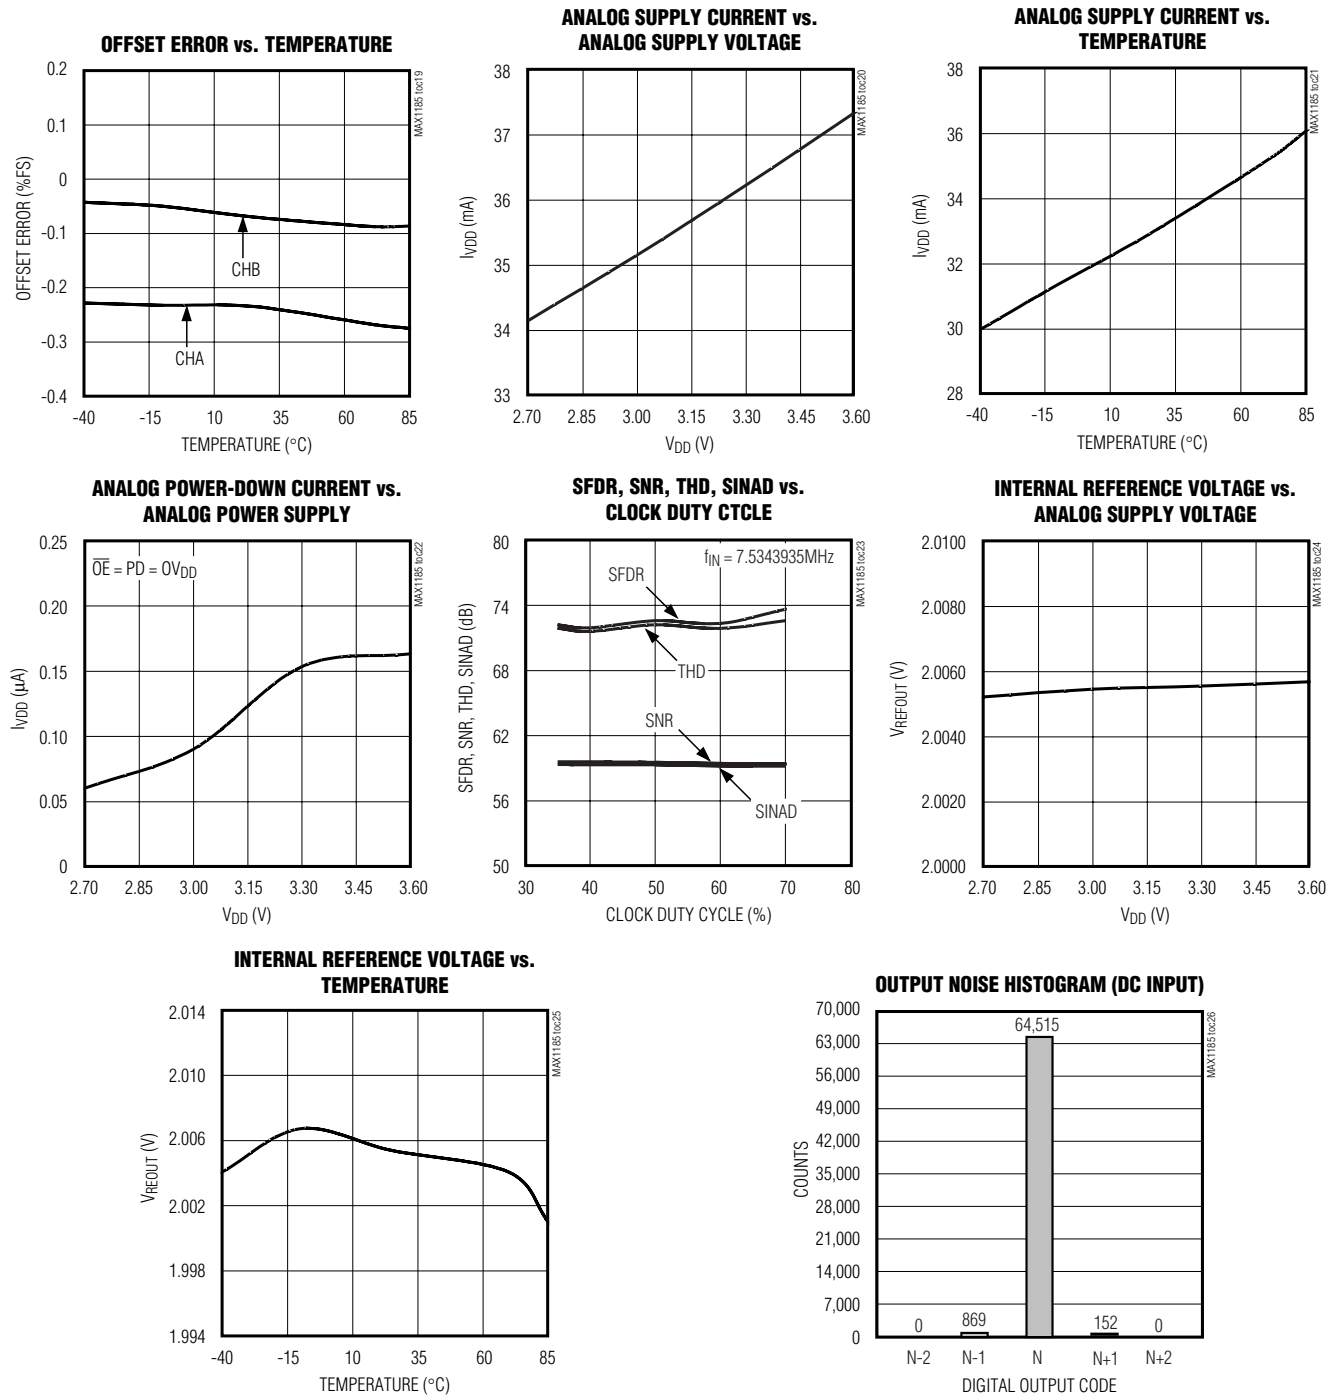 OFFSET ERROR vs. TEMPERATURE
MAX1185 toc19
OFFSET ERROR (%FS)
0.2
0.1
0
-0.1
-0.2
-0.3
-0.4
CHB
CHA
-40 -15 10 35 60 85
TEMPERATURE (°C)
ANALOG SUPPLY CURRENT vs.
ANALOG SUPPLY VOLTAGE
MAX1185 toc20
IVDD (mA)
38
37
36
35
34
33
2.70 2.85 3.00 3.15 3.30 3.45 3.60
VDD (V)
ANALOG SUPPLY CURRENT vs.
TEMPERATURE
MAX1185 toc21
IVDD (mA)
38
36
34
32
30
28
-40 -15 10 35 60 85
TEMPERATURE (°C)
ANALOG POWER-DOWN CURRENT vs.
ANALOG POWER SUPPLY
MAX1185 toc22
O̅E̅ = PD = OVDD
IVDD (µA)
0.25
0.20
0.15
0.10
0.05
0
2.70 2.85 3.00 3.15 3.30 3.45 3.60
VDD (V)
SFDR, SNR, THD, SINAD vs.
CLOCK DUTY CTCLE
MAX1185 toc23
fIN = 7.5343935MHz
SFDR, SNR, THD, SINAD (dB)
80
74
68
62
56
50
SFDR
THD
SNR
SINAD
30 40 50 60 70 80
CLOCK DUTY CYCLE (%)
INTERNAL REFERENCE VOLTAGE vs.
ANALOG SUPPLY VOLTAGE
MAX1185 toc24
VREFOUT (V)
2.0100
2.0080
2.0060
2.0040
2.0020
2.0000
2.70 2.85 3.00 3.15 3.30 3.45 3.60
VDD (V)
INTERNAL REFERENCE VOLTAGE vs.
TEMPERATURE
MAX1185 toc25
VREOUT (V)
2.014
2.010
2.006
2.002
1.998
1.994
-40 -15 10 35 60 85
TEMPERATURE (°C)
OUTPUT NOISE HISTOGRAM (DC INPUT)
MAX1185 toc26
COUNTS
70,000
63,000
56,000
49,000
42,000
35,000
28,000
21,000
14,000
7,000
0
64,515
0 869 152 0
N-2 N-1 N N+1 N+2
DIGITAL OUTPUT CODE